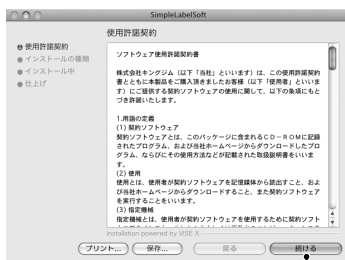 SimpleLabelSoft
使用許諾契約
使用許諾契約
インストールの種類
インストール中
仕上げ
ソフトウェア使用許諾契約書
株式会社キングジム（以下「当社」といいます）は、この使用許諾契約
書とともに本製品をご購入頂きましたお客様（以下「使用者」といいま
す）にご提供する契約ソフトウェアの使用に関して、以下の条項にもと
づき許諾いたします。
1.用語の定義
(1) 契約ソフトウェア
契約ソフトウェアとは、このパッケージに含まれるＣＤ－ＲＯＭに記録
されたプログラム、および当社ホームページからダウンロードしたプロ
グラム、ならびにその使用方法などが記載された取扱説明書をいいま
す。
(2) 使用
使用とは、使用者が契約ソフトウェアを記憶媒体から読出すこと、およ
び当社ホームページからダウンロードすること、また契約ソフトウェア
を実行することをいいます。
(3) 指定機械
指定機械とは、使用者が契約ソフトウェアを使用するために契約ソフト
Installation powered by VISE X
プリント... 保存... 戻る 続ける